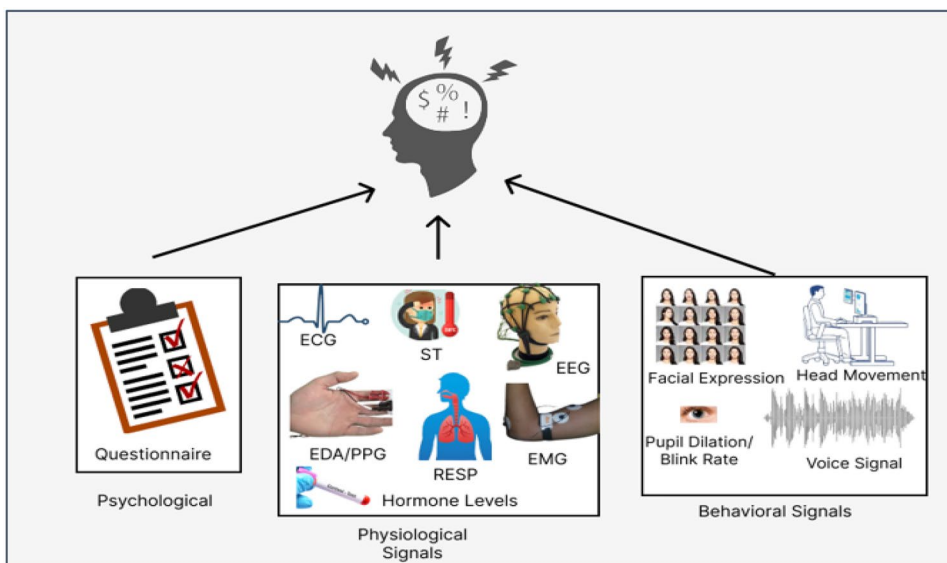 $ % # !
ECG
ST
EEG
EDA/PPG
RESP
EMG
Hormone Levels
Questionnaire
Facial Expression
Head Movement
Pupil Dilation/
Blink Rate
Voice Signal
Psychological
Physiological
Signals
Behavioral Signals